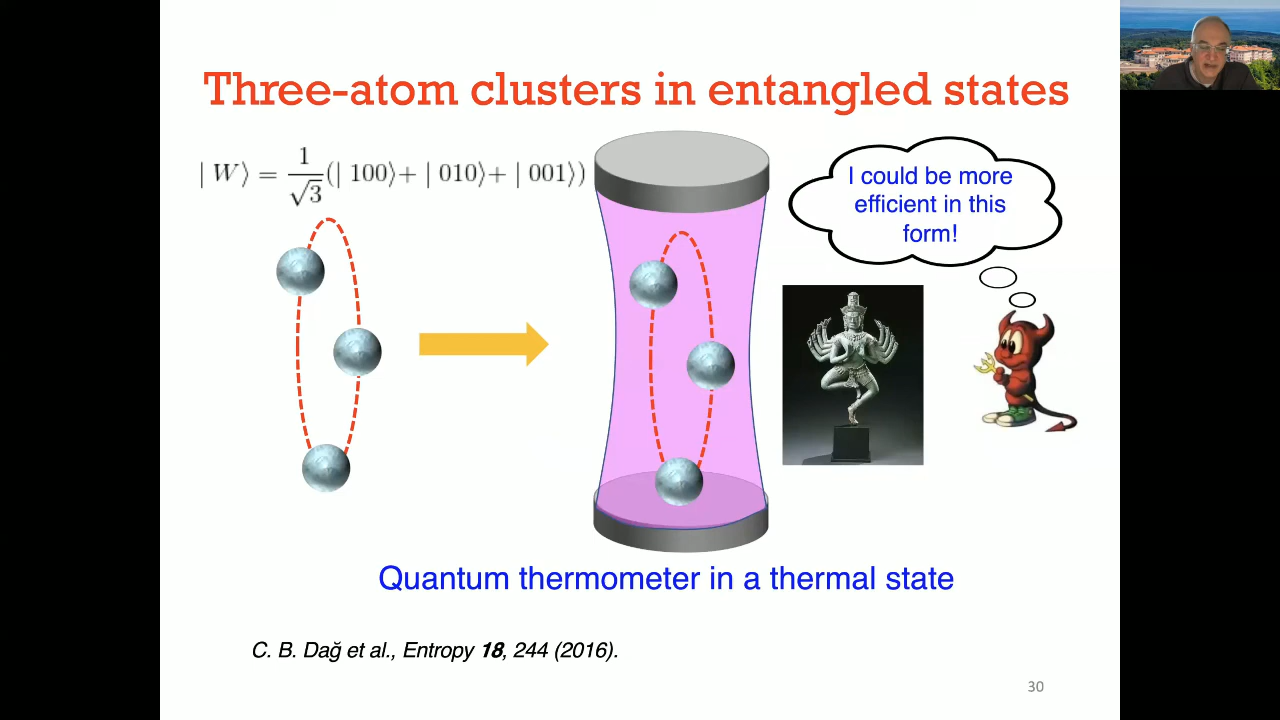 Three-atom clusters in entangled states
| W⟩ = 1/√3 (| 100⟩+ | 010⟩+ | 001⟩)
I could be more
efficient in this
form!
Quantum thermometer in a thermal state
C. B. Dağ et al., Entropy 18, 244 (2016).
30